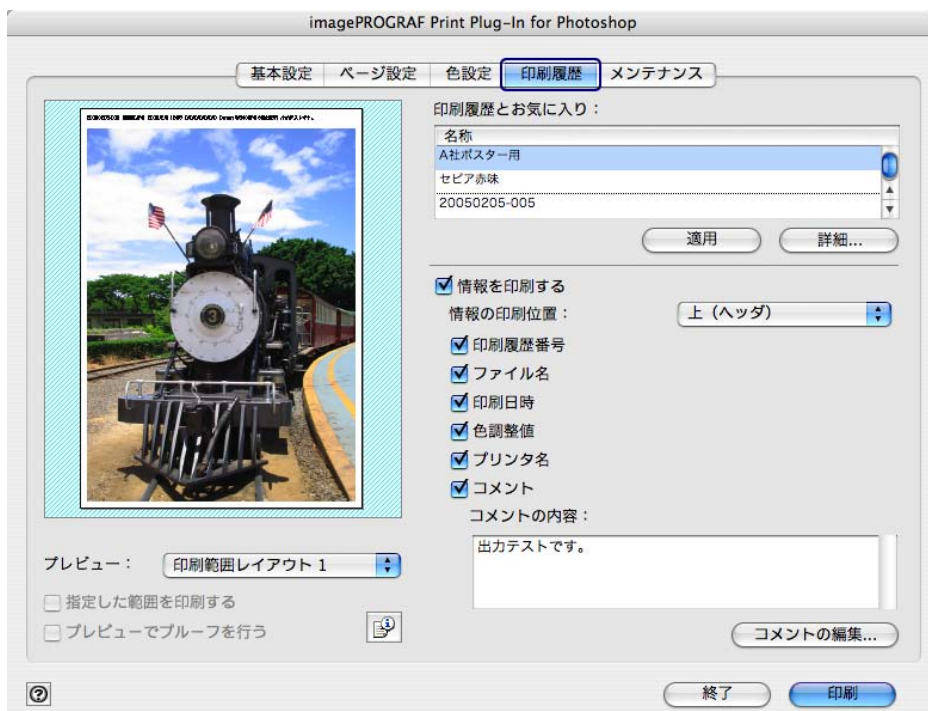 imagePROGRAF Print Plug-In for Photoshop
基本設定 ページ設定 色設定 印刷履歴 メンテナンス
印刷履歴とお気に入り：
名称
A社ポスター用
セピア赤味
20050205-005
適用 詳細...
情報を印刷する
情報の印刷位置： 上（ヘッダ）
印刷履歴番号
ファイル名
印刷日時
色調整値
プリンタ名
コメント
コメントの内容：
出力テストです。
コメントの編集...
3
プレビュー： 印刷範囲レイアウト 1
指定した範囲を印刷する
プレビューでプルーフを行う
終了 印刷